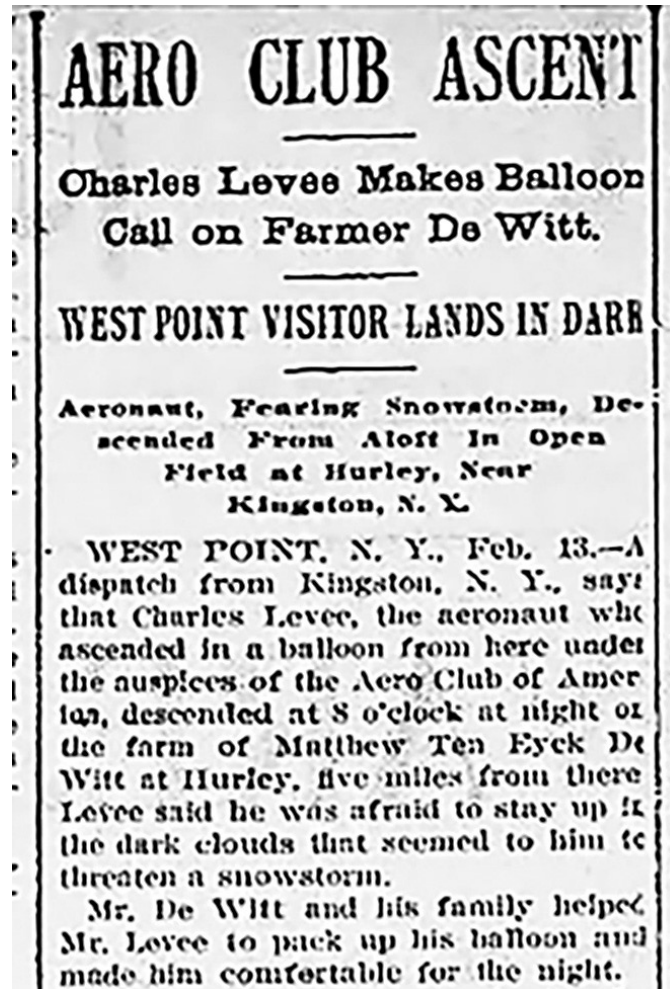 AERO CLUB ASCENT
Charles Levee Makes Balloon
Call on Farmer De Witt.
WEST POINT VISITOR LANDS IN DARK
Aeronaut, Fearing Snowstorm, De-
scended From Aloft In Open
Field at Hurley, Near
Kingston, N. Y.
WEST POINT, N. Y., Feb. 13.—A
dispatch from Kingston, N. Y., says
that Charles Levee, the aeronaut who
ascended in a balloon from here under
the auspices of the Aero Club of Amer
ica, descended at 8 o'clock at night on
the farm of Matthew Ten Eyck De
Witt at Hurley, five miles from there
Levee said he was afraid to stay up in
the dark clouds that seemed to him to
threaten a snowstorm.
Mr. De Witt and his family helped
Mr. Levee to pack up his balloon and
made him comfortable for the night.